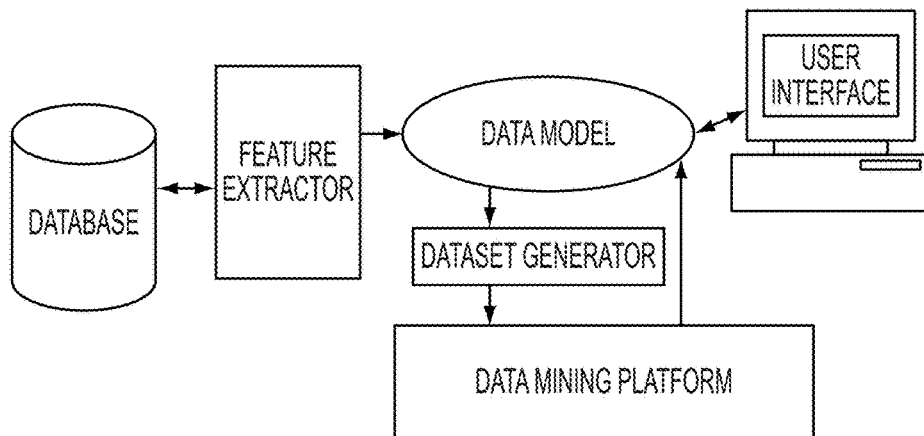 DATABASE
FEATURE
EXTRACTOR
DATA MODEL
USER
INTERFACE
DATASET GENERATOR
DATA MINING PLATFORM